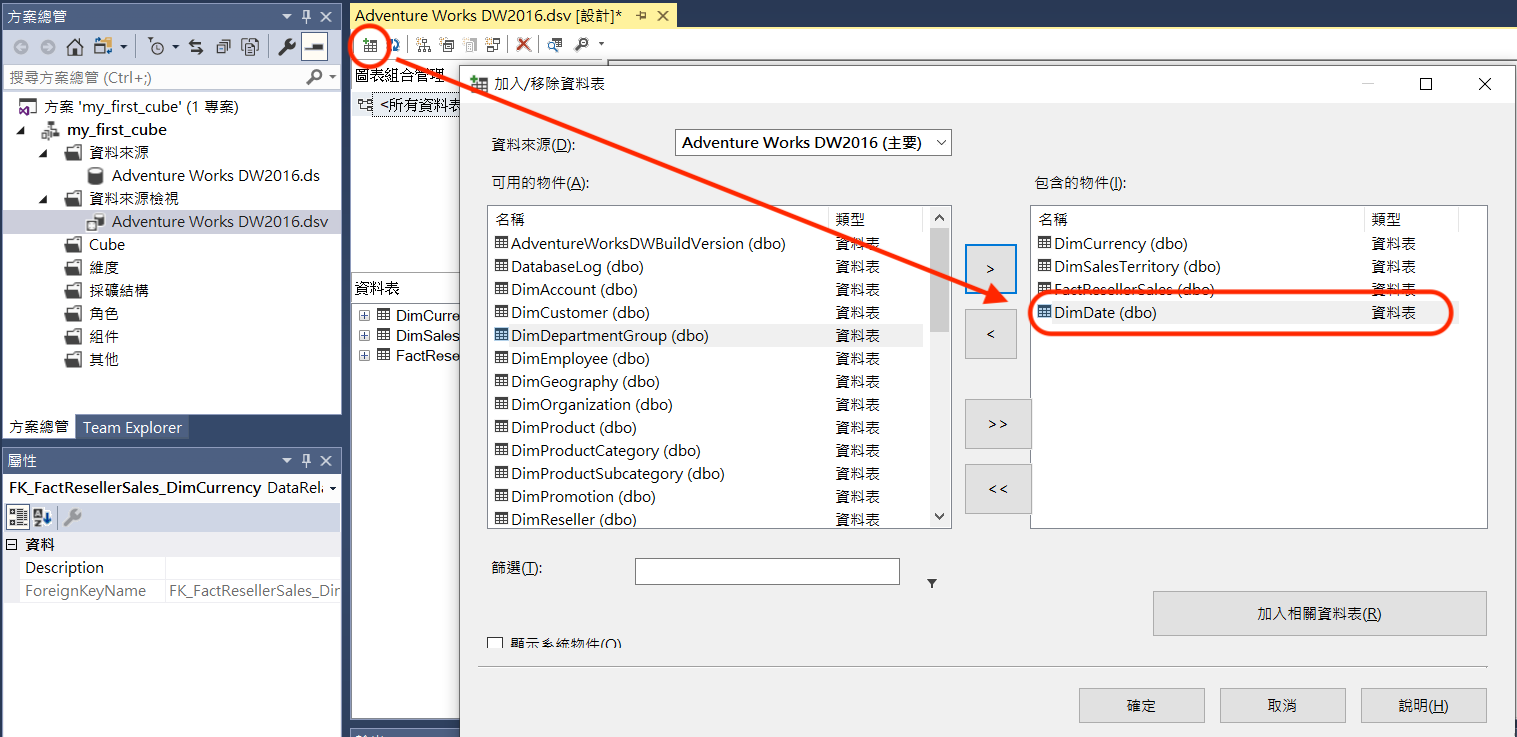 方案總管
搜尋方案總管 (Ctrl+;)
方案 'my_first_cube' (1 專案)
my_first_cube
資料來源
Adventure Works DW2016.ds
資料來源檢視
Adventure Works DW2016.dsv
Cube
維度
採礦結構
角色
組件
其他
方案總管 Team Explorer
屬性
FK_FactResellerSales_DimCurrency DataRela
資料
Description
ForeignKeyName FK_FactResellerSales_Dim
Adventure Works DW2016.dsv [設計]*
圖表組合管理
<所有資料表
資料表
DimCurre
DimSales
FactRese
加入/移除資料表
資料來源(D): Adventure Works DW2016 (主要)
可用的物件(A):
名稱 類型
AdventureWorksDWBuildVersion (dbo) 資料表
DatabaseLog (dbo) 資料表
DimAccount (dbo) 資料表
DimCustomer (dbo) 資料表
DimDepartmentGroup (dbo) 資料表
DimEmployee (dbo) 資料表
DimGeography (dbo) 資料表
DimOrganization (dbo) 資料表
DimProduct (dbo) 資料表
DimProductCategory (dbo) 資料表
DimProductSubcategory (dbo) 資料表
DimPromotion (dbo) 資料表
DimReseller (dbo) 資料表
>
<
>>
<<
包含的物件(I):
名稱 類型
DimCurrency (dbo) 資料表
DimSalesTerritory (dbo) 資料表
FactResellerSales (dbo) 資料表
DimDate (dbo) 資料表
篩選(T):
加入相關資料表(R)
顯示系統物件(O)
確定 取消 說明(H)